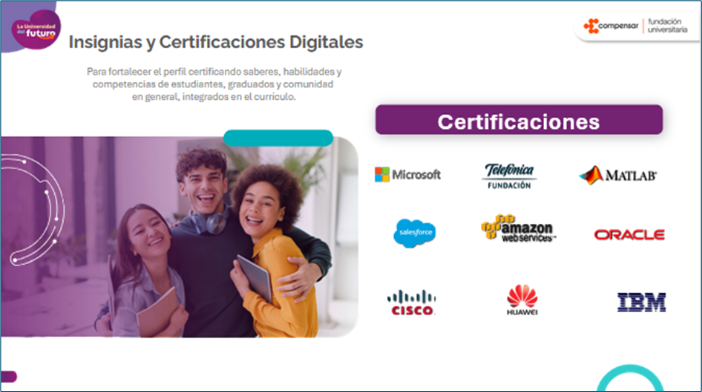 La Universidad
del
futuro
Insignias y Certificaciones Digitales
compensar
fundación
universitaria
Para fortalecer el perfil certificando saberes, habilidades y
competencias de estudiantes, graduados y comunidad
en general, integrados en el currículo.
Certificaciones
Microsoft
Telefónica
FUNDACIÓN
MATLAB
salesforce
amazon
webservices
ORACLE
CISCO
HUAWEI
IBM